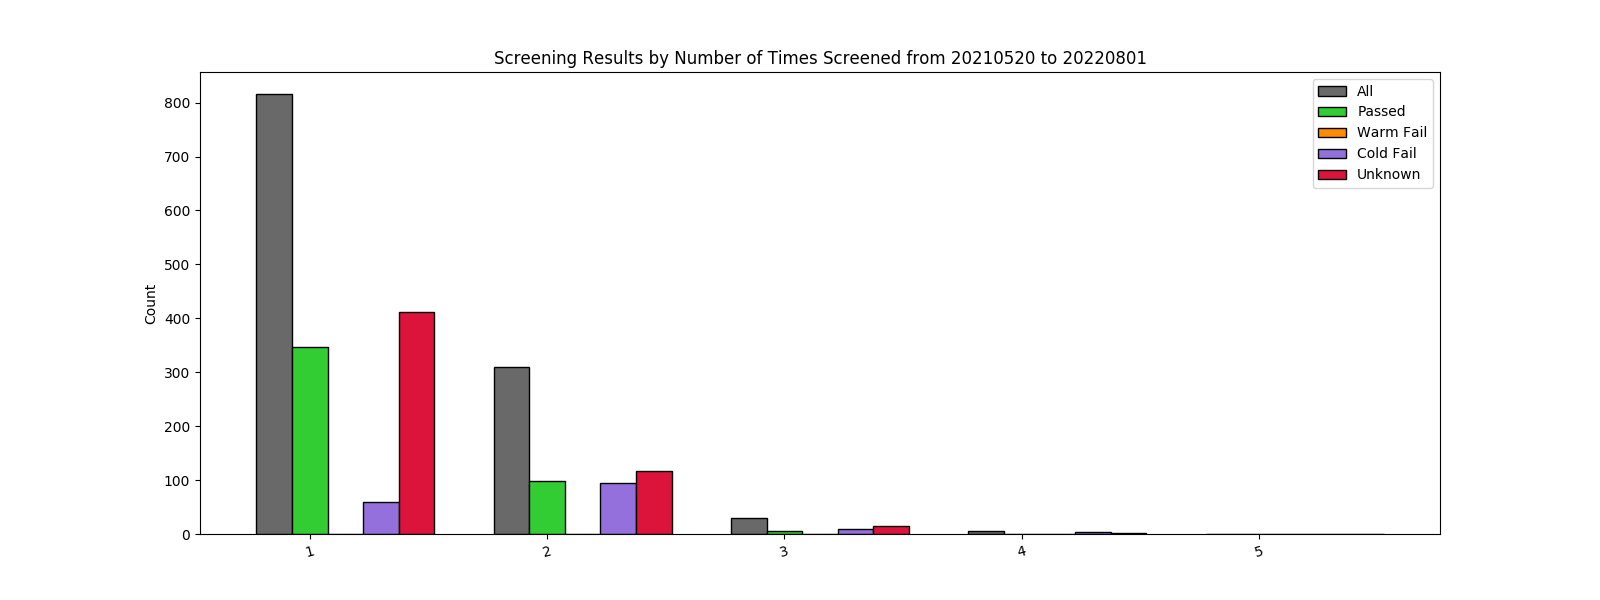 Screening Results by Number of Times Screened from 20210520 to 20220801
All
Passed
Warm Fail
Cold Fail
Unknown
Count
800
700
600
500
400
300
200
100
0
1 2 3 4 5